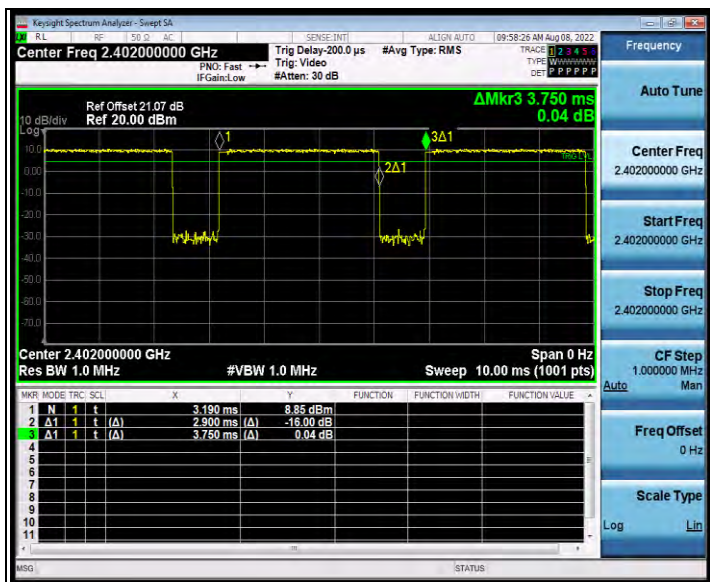 Keysight Spectrum Analyzer - Swept SA
RL RF 50 Ω AC SENSE:INT ALIGN AUTO 09:58:26 AM Aug 08, 2022
Center Freq 2.402000000 GHz
PNO: Fast
IFGain:Low
Trig Delay-200.0 µs
Trig: Video
#Atten: 30 dB
#Avg Type: RMS
TRACE 1 2 3 4 5 6
TYPE WWWWWW
DET P P P P P P
Ref Offset 21.07 dB
10 dB/div Ref 20.00 dBm
Log
ΔMkr3 3.750 ms
0.04 dB
1
3Δ1
2Δ1
TRIG LVL
10.0
0.00
-10.0
-20.0
-30.0
-40.0
-50.0
-60.0
-70.0
Center 2.402000000 GHz Span 0 Hz
Res BW 1.0 MHz #VBW 1.0 MHz Sweep 10.00 ms (1001 pts)
MKR MODE TRC SCL X Y FUNCTION FUNCTION WIDTH FUNCTION VALUE
1 N 1 t 3.190 ms 8.85 dBm
2 Δ1 1 t (Δ) 2.900 ms (Δ) -16.00 dB
3 Δ1 1 t (Δ) 3.750 ms (Δ) 0.04 dB
4
5
6
7
8
9
10
11
MSG STATUS
Frequency
Auto Tune
Center Freq
2.402000000 GHz
Start Freq
2.402000000 GHz
Stop Freq
2.402000000 GHz
CF Step
1.000000 MHz
Auto Man
Freq Offset
0 Hz
Scale Type
Log Lin